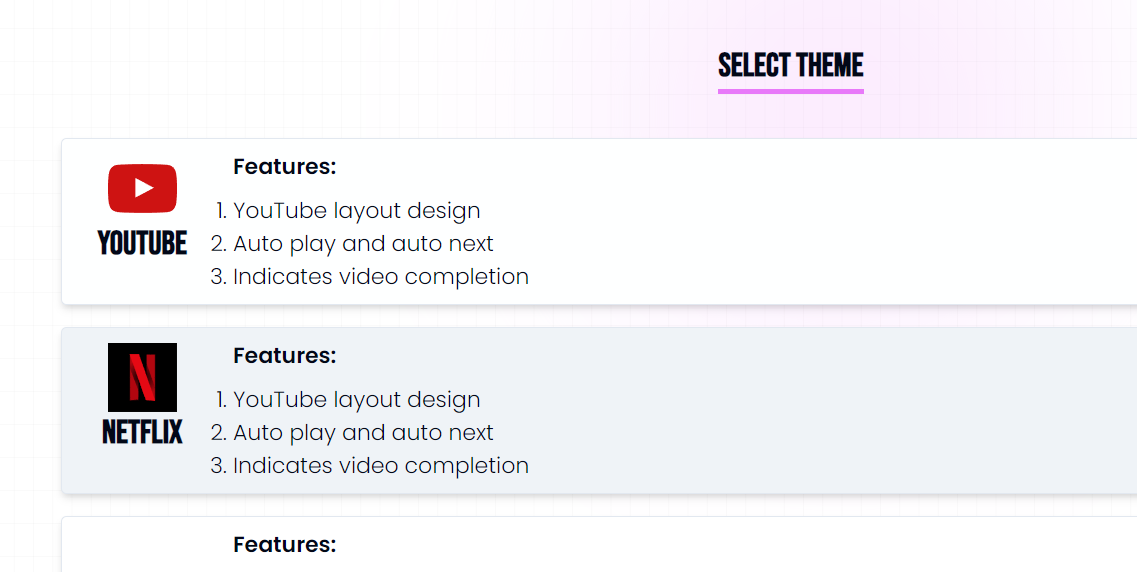 SELECT THEME
Features:
1. YouTube layout design
2. Auto play and auto next
3. Indicates video completion
YOUTUBE
Features:
1. YouTube layout design
2. Auto play and auto next
3. Indicates video completion
N
NETFLIX
Features: